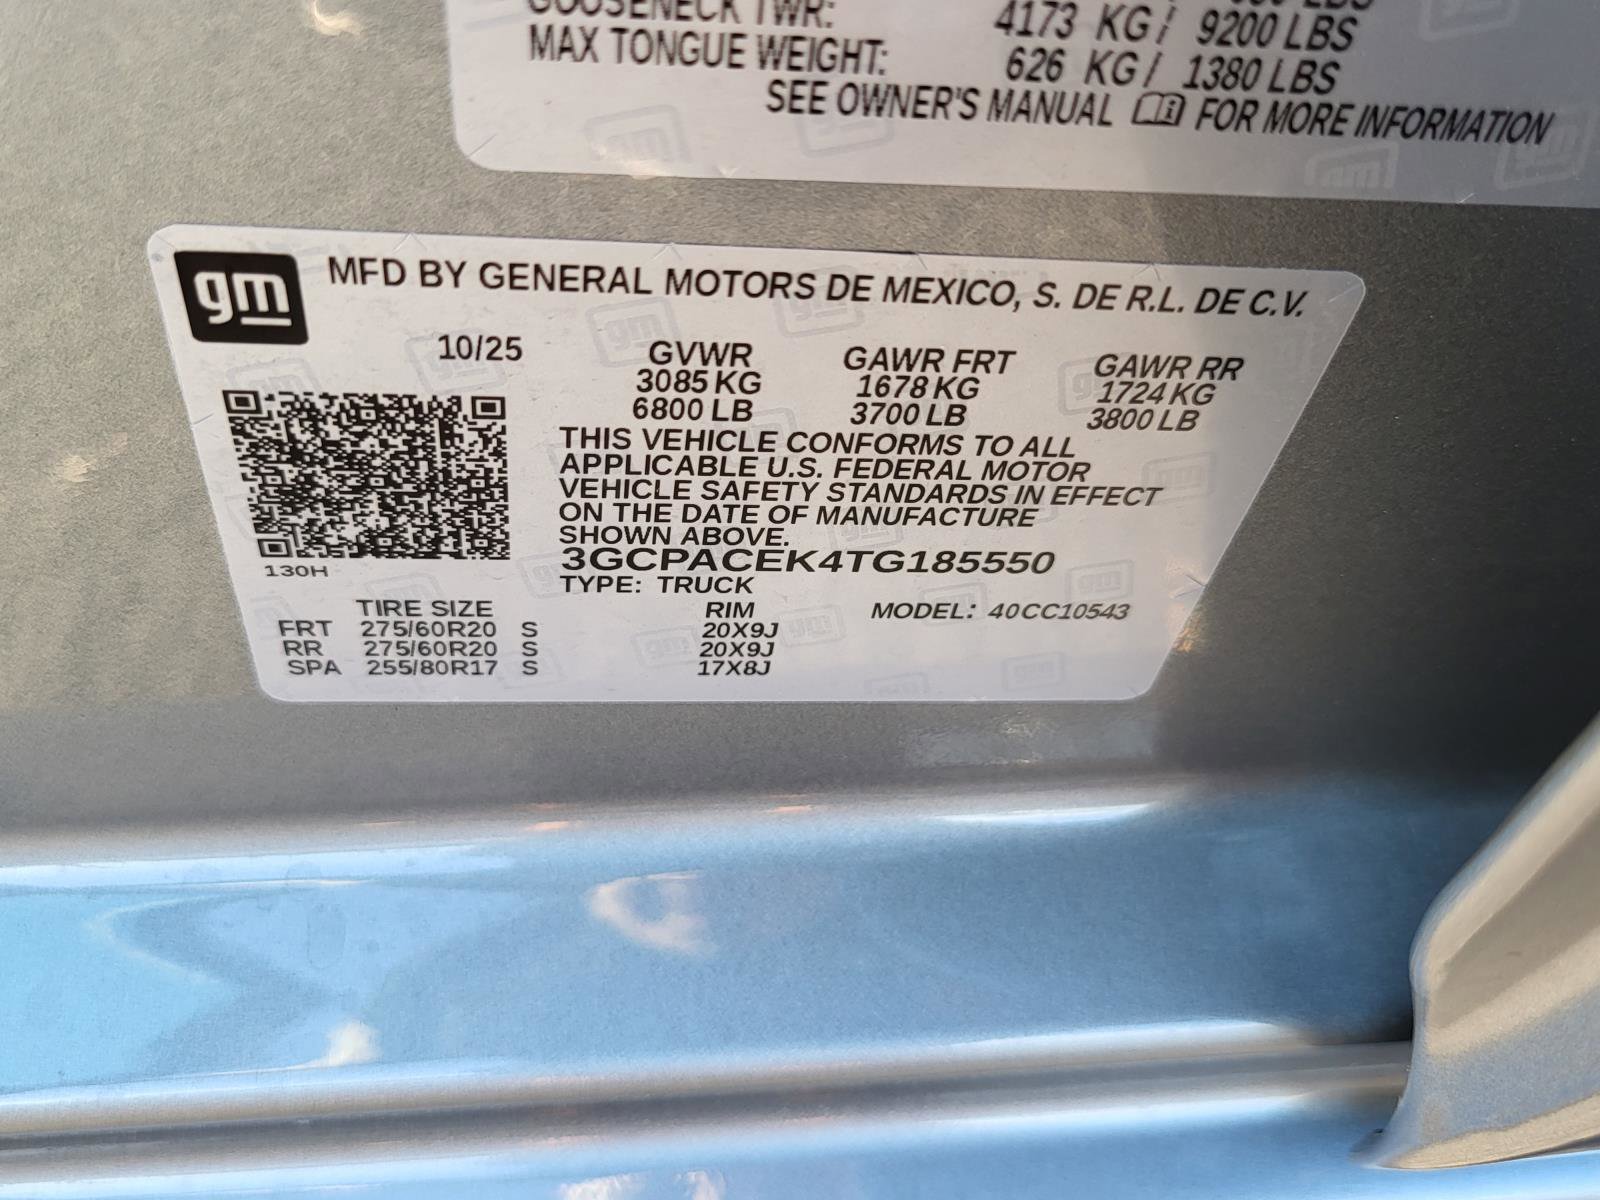 GOOSENECK TWR: 4173 KG/ 9200 LBS
MAX TONGUE WEIGHT: 626 KG/ 1380 LBS
SEE OWNER'S MANUAL FOR MORE INFORMATION
gm MFD BY GENERAL MOTORS DE MEXICO, S. DE R.L. DE C.V.
10/25 GVWR GAWR FRT GAWR RR
3085 KG 1678 KG 1724 KG
6800 LB 3700 LB 3800 LB
THIS VEHICLE CONFORMS TO ALL
APPLICABLE U.S. FEDERAL MOTOR
VEHICLE SAFETY STANDARDS IN EFFECT
ON THE DATE OF MANUFACTURE
SHOWN ABOVE.
3GCPACEK4TG185550
130H
TYPE: TRUCK
TIRE SIZE RIM MODEL: 40CC10543
FRT 275/60R20 S 20X9J
RR 275/60R20 S 20X9J
SPA 255/80R17 S 17X8J